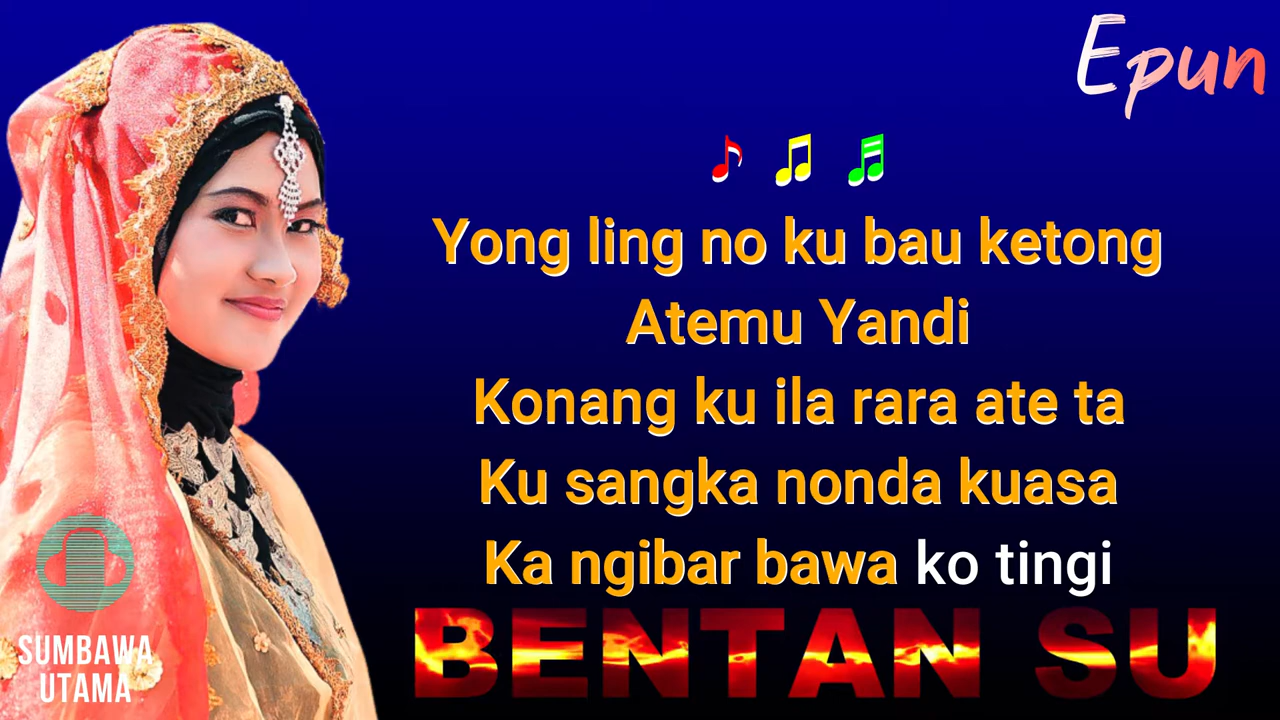 Epun
Yong ling no ku bau ketong
Atemu Yandi
Konang ku ila rara ate ta
Ku sangka nonda kuasa
Ka ngibar bawa ko tingi
BENTAN SU
SUMBAWA
UTAMA